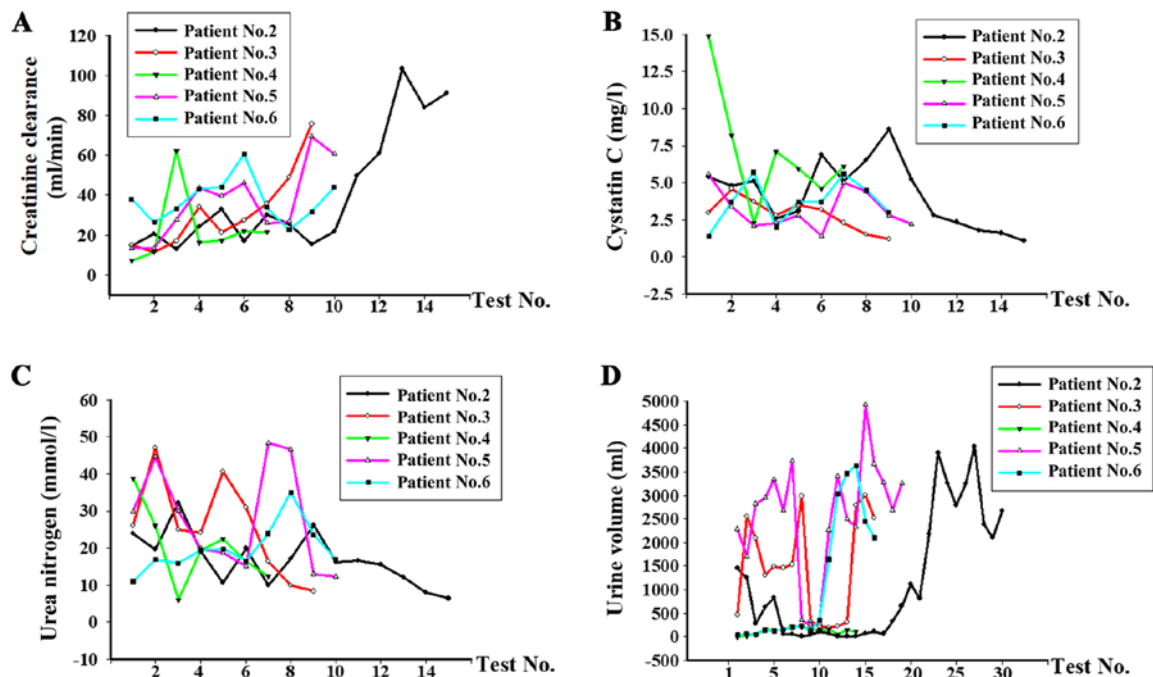 A
Creatinine clearance
(ml/min)
120
100
80
60
40
20
0
2
4
6
8
10
12
14
Test No.
Patient No.2
Patient No.3
Patient No.4
Patient No.5
Patient No.6
B
Cystatin C (mg/l)
15.0
12.5
10.0
7.5
5.0
2.5
0.0
-2.5
2
4
6
8
10
12
14
Test No.
Patient No.2
Patient No.3
Patient No.4
Patient No.5
Patient No.6
C
Urea nitrogen (mmol/l)
60
50
40
30
20
10
0
-10
2
4
6
8
10
12
14
Test No.
Patient No.2
Patient No.3
Patient No.4
Patient No.5
Patient No.6
D
Urine volume (ml)
5000
4500
4000
3500
3000
2500
2000
1500
1000
500
0
-500
1
5
10
15
20
25
30
Test No.
Patient No.2
Patient No.3
Patient No.4
Patient No.5
Patient No.6